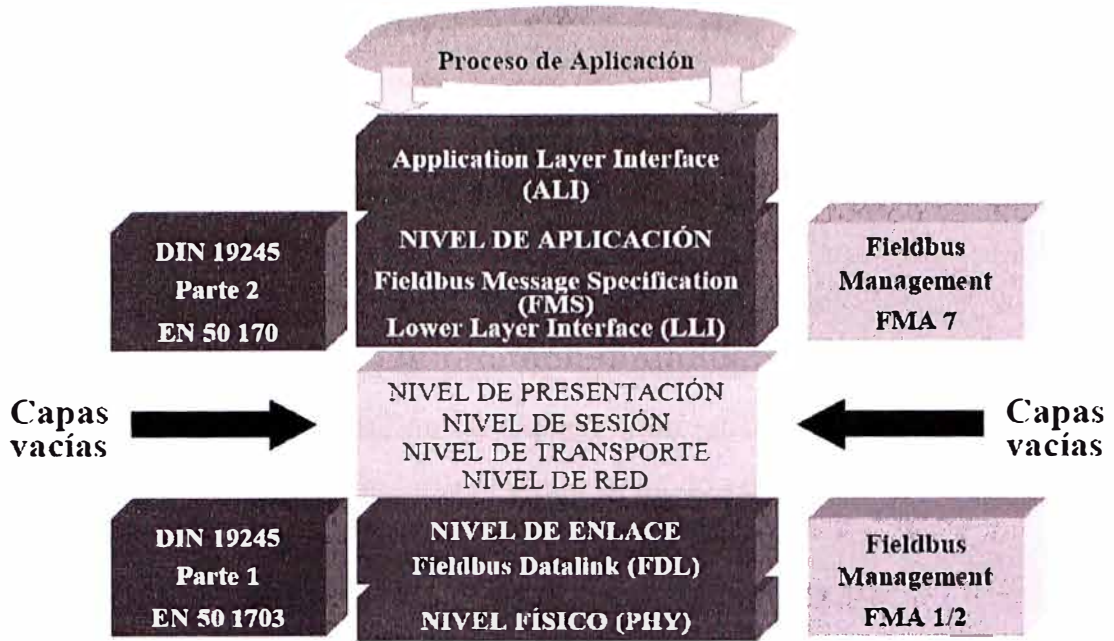 Proceso de Aplicación
Application Layer Interface
(ALI)
DIN 19245
Parte 2
EN 50 170
NIVEL DE APLICACIÓN
Fieldbus Message Specification
(FMS)
Lower Layer Interface (LLI)
Fieldbus
Management
FMA 7
Capas
vacías
NIVEL DE PRESENTACIÓN
NIVEL DE SESIÓN
NIVEL DE TRANSPORTE
NIVEL DE RED
Capas
vacías
DIN 19245
Parte 1
EN 50 1703
NIVEL DE ENLACE
Fieldbus Datalink (FDL)
NIVEL FÍSICO (PHY)
Fieldbus
Management
FMA 1/2